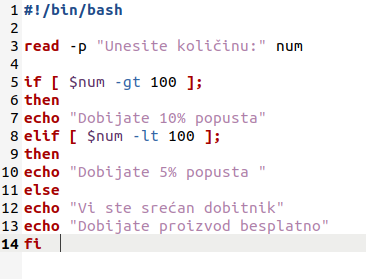 1 #!/bin/bash
2
3 read -p "Unesite količinu:" num
4
5 if [ $num -gt 100 ];
6 then
7 echo "Dobijate 10% popusta"
8 elif [ $num -lt 100 ];
9 then
10 echo "Dobijate 5% popusta "
11 else
12 echo "Vi ste srećan dobitnik"
13 echo "Dobijate proizvod besplatno"
14 fi